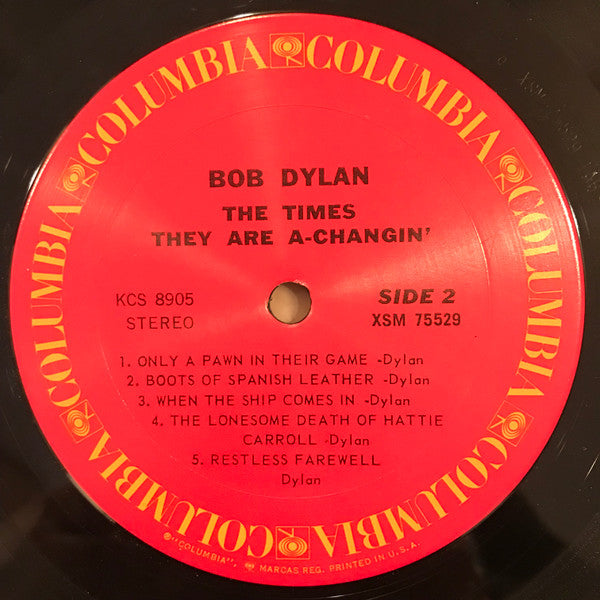 COLUMBIA COLUMBIA COLUMBIA COLUMBIA COLUMBIA COLUMBIA
BOB DYLAN
THE TIMES
THEY ARE A-CHANGIN'
KCS 8905
SIDE 2
STEREO
XSM 75529
1. ONLY A PAWN IN THEIR GAME -Dylan
2. BOOTS OF SPANISH LEATHER -Dylan
3. WHEN THE SHIP COMES IN -Dylan
4. THE LONESOME DEATH OF HATTIE
CARROLL -Dylan
5. RESTLESS FAREWELL
Dylan
®"COLUMBIA", MARCAS REG. PRINTED IN U.S.A.